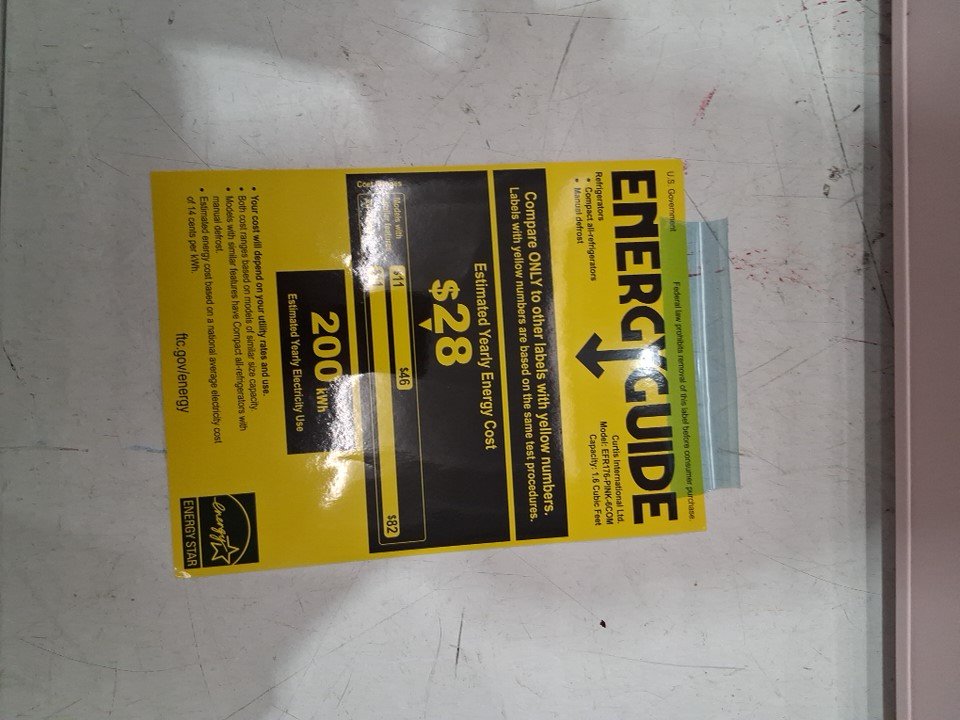 U.S. Government
Federal law prohibits removal of this label before consumer purchase.
ENERGYGUIDE
Refrigerators
• Compact all-refrigerators
• Manual defrost
Curtis International Ltd.
Model: EFR176-PINK-6COM
Capacity: 1.6 Cubic Feet
Compare ONLY to other labels with yellow numbers.
Labels with yellow numbers are based on the same test procedures.
Estimated Yearly Energy Cost
$28
Models with
$11
$46
$82
200 kWh
Estimated Yearly Electricity Use
• Your cost will depend on your utility rates and use.
• Both cost ranges based on models of similar size capacity.
• Models with similar features have Compact all-refrigerators with
manual defrost.
• Estimated energy cost based on a national average electricity cost
of 14 cents per kWh.
ftc.gov/energy
energy
ENERGY STAR